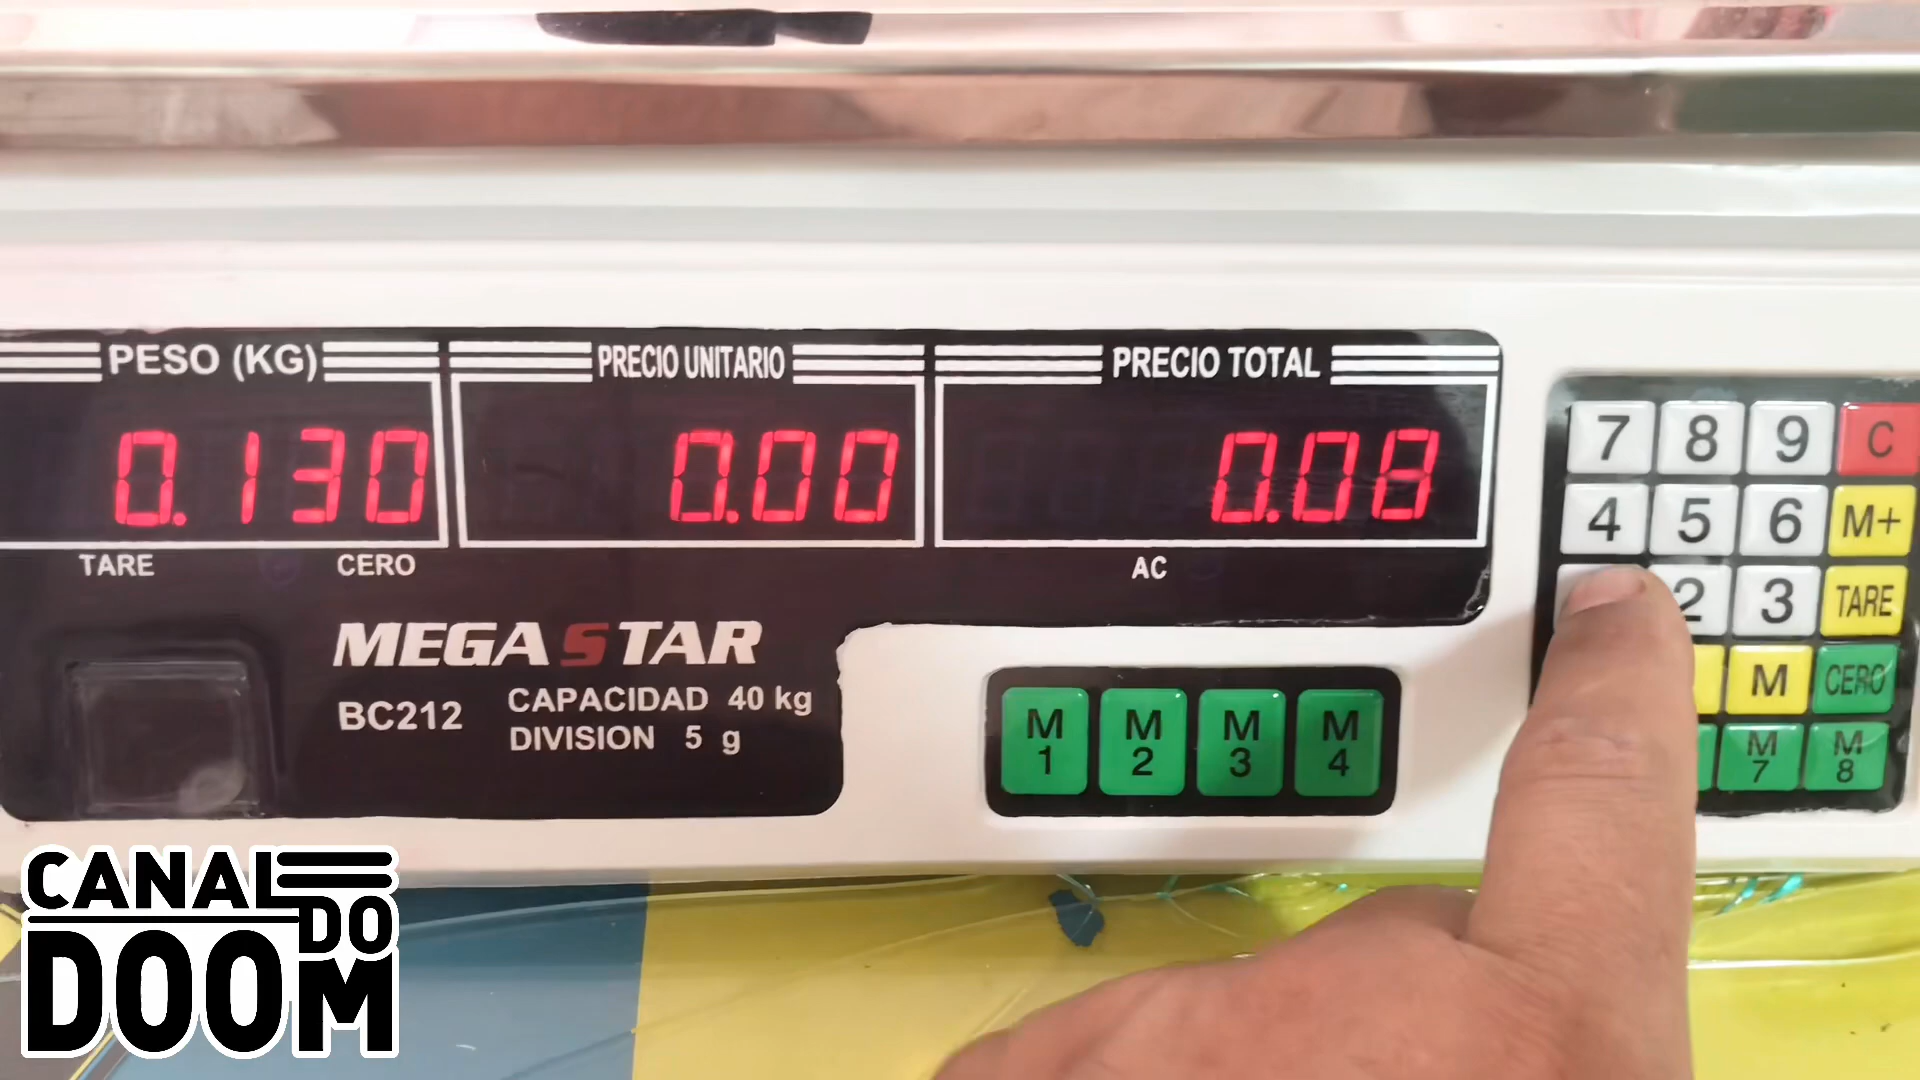 PESO (KG)
PRECIO UNITARIO
PRECIO TOTAL
0.130
0.00
0.08
TARE
CERO
AC
MEGA STAR
BC212
CAPACIDAD 40 kg
DIVISION 5 g
M 1
M 2
M 3
M 4
7 8 9 C
4 5 6 M+
2 3 TARE
M CERO
M 7
M 8
CANAL
DO
DOOM